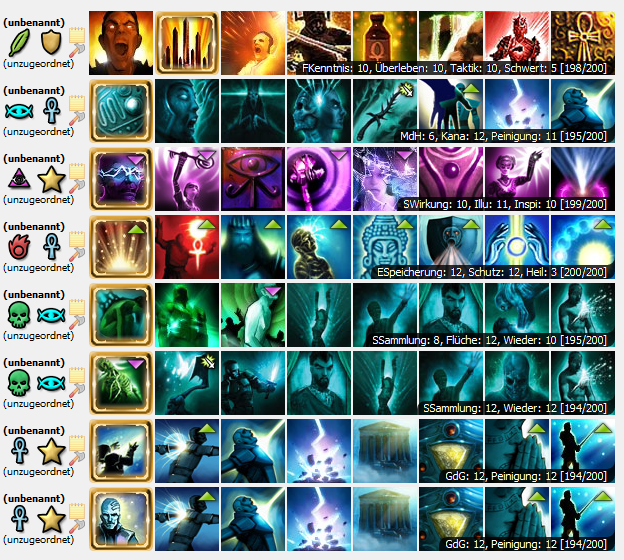 (unbenannt)
(unzugeordnet)
FKenntnis: 10, Überleben: 10, Taktik: 10, Schwert: 5 [198/200]
(unbenannt)
(unzugeordnet)
MdH: 6, Kana: 12, Peinigung: 11 [195/200]
(unbenannt)
(unzugeordnet)
SWirkung: 10, Illu: 11, Inspi: 10 [199/200]
(unbenannt)
(unzugeordnet)
ESpeicherung: 12, Schutz: 12, Heil: 3 [200/200]
(unbenannt)
(unzugeordnet)
SSammlung: 8, Flüche: 12, Wieder: 10 [195/200]
(unbenannt)
(unzugeordnet)
SSammlung: 12, Wieder: 12 [194/200]
(unbenannt)
(unzugeordnet)
GdG: 12, Peinigung: 12 [194/200]
(unbenannt)
(unzugeordnet)
GdG: 12, Peinigung: 12 [194/200]